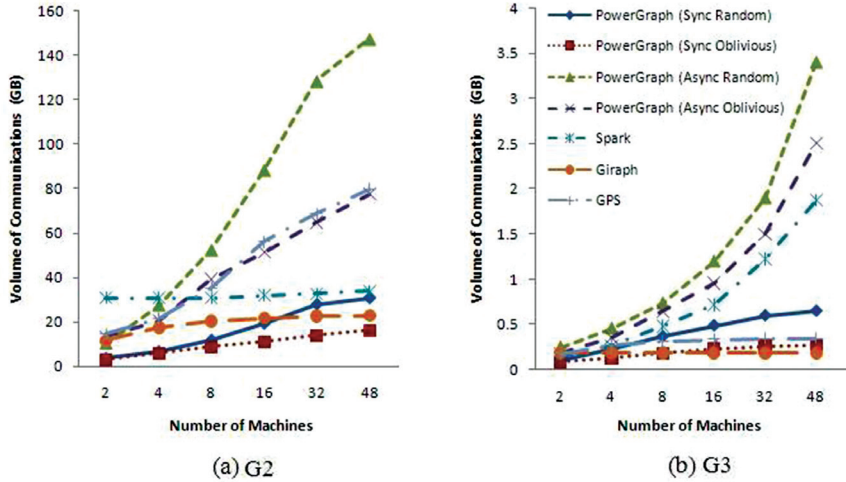 Volume of Communications (GB)
160
140
120
100
80
60
40
20
0
2 4 8 16 32 48
Number of Machines
(a) G2
Volume of Communications (GB)
4
3.5
3
2.5
2
1.5
1
0.5
0
2 4 8 16 32 48
Number of Machines
(b) G3
PowerGraph (Sync Random)
PowerGraph (Sync Oblivious)
PowerGraph (Async Random)
PowerGraph (Async Oblivious)
Spark
Giraph
GPS